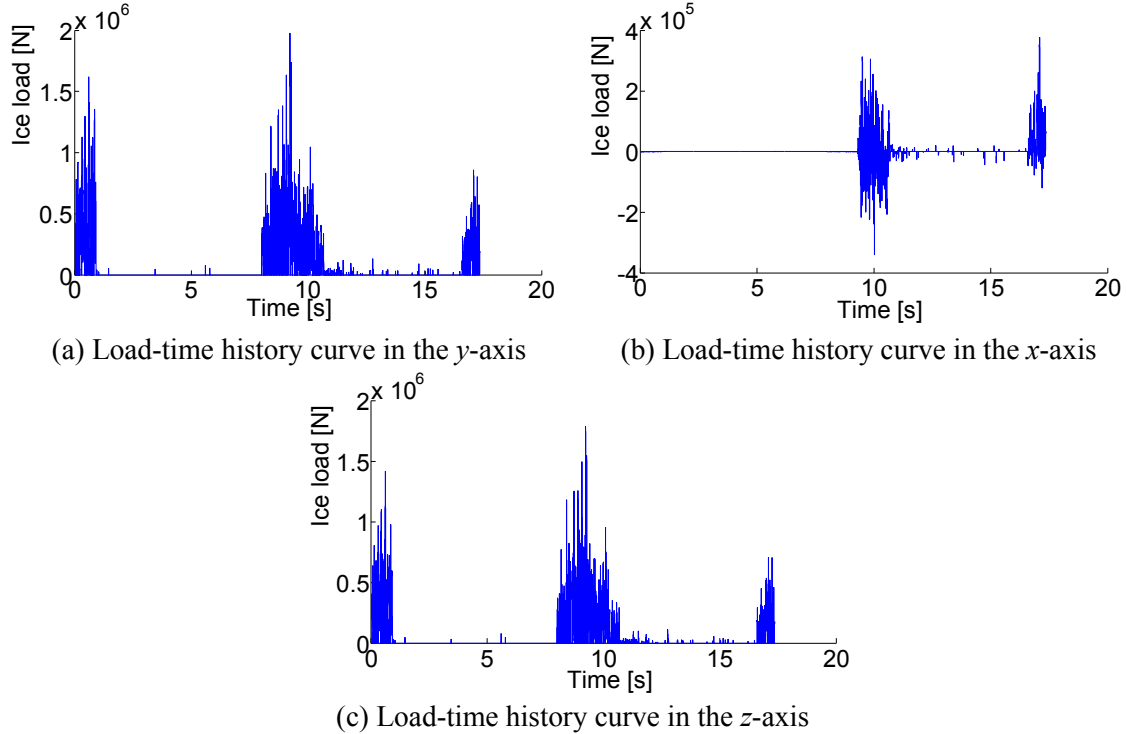 x 10^6
2
1.5
1
0.5
0
Ice load [N]
0 5 10 15 20
Time [s]
(a) Load-time history curve in the y-axis
x 10^5
4
2
0
-2
-4
Ice load [N]
0 5 10 15 20
Time [s]
(b) Load-time history curve in the x-axis
x 10^6
2
1.5
1
0.5
0
Ice load [N]
0 5 10 15 20
Time [s]
(c) Load-time history curve in the z-axis